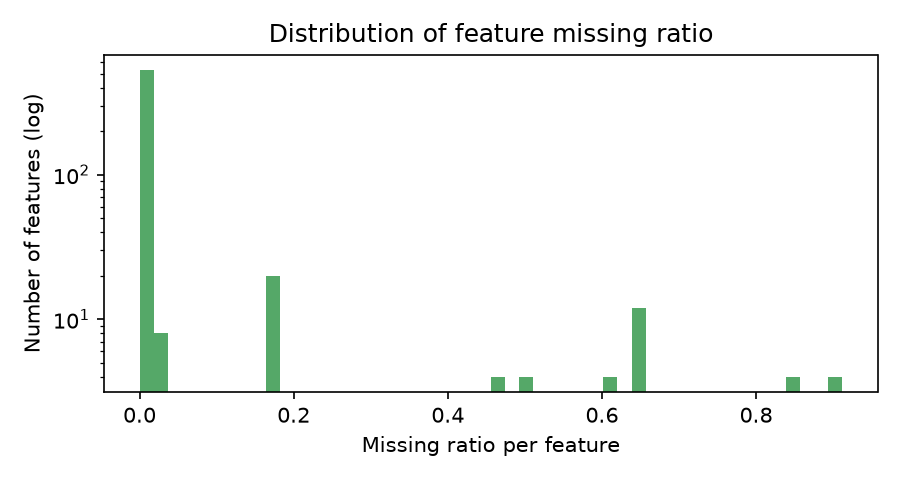 Distribution of feature missing ratio
Number of features (log)
10²
10¹
0.0 0.2 0.4 0.6 0.8
Missing ratio per feature